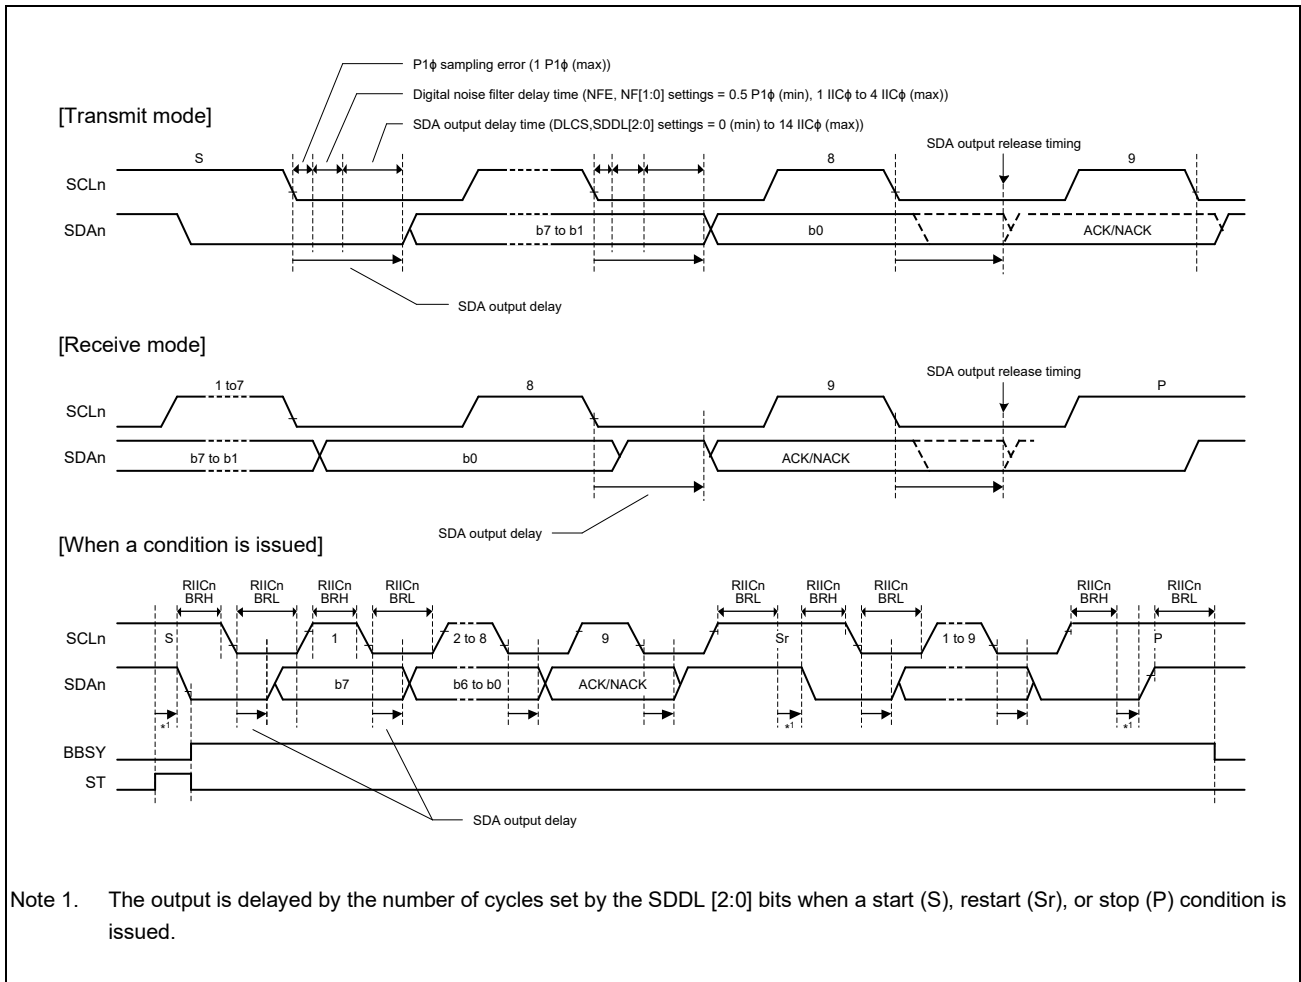 P1ϕ sampling error (1 P1ϕ (max))
Digital noise filter delay time (NFE, NF[1:0] settings = 0.5 P1ϕ (min), 1 IICϕ to 4 IICϕ (max))
[Transmit mode]
SDA output delay time (DLCS,SDDL[2:0] settings = 0 (min) to 14 IICϕ (max))
SDA output release timing
S
8
9
SCLn
SDAn
b7 to b1
b0
ACK/NACK
SDA output delay
[Receive mode]
SDA output release timing
1 to7
8
9
P
SCLn
SDAn
b7 to b1
b0
ACK/NACK
SDA output delay
[When a condition is issued]
RIICn RIICn RIICn RIICn RIICn RIICn RIICn RIICn RIICn
BRH BRL BRH BRL BRL BRH BRL BRH BRL
SCLn S 1 2 to 8 9 Sr 1 to 9 P
SDAn b7 b6 to b0 ACK/NACK
*1 *1 *1
BBSY
ST
SDA output delay
Note 1. The output is delayed by the number of cycles set by the SDDL [2:0] bits when a start (S), restart (Sr), or stop (P) condition is
issued.